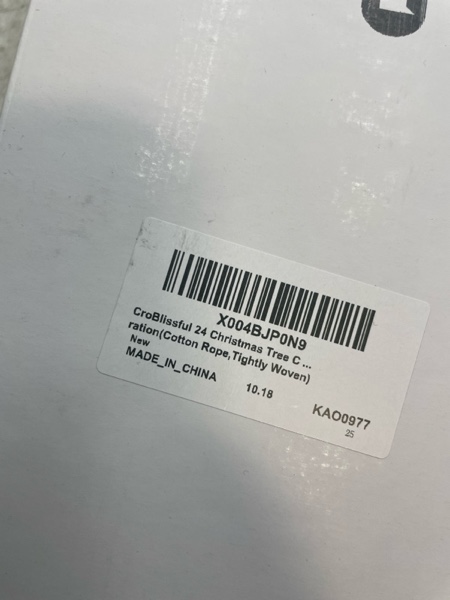 X004BJP0N9
CroBlissful 24 Christmas Tree C ...
ration(Cotton Rope,Tightly Woven)
New
MADE_IN_CHINA
10.18
KAO0977
25